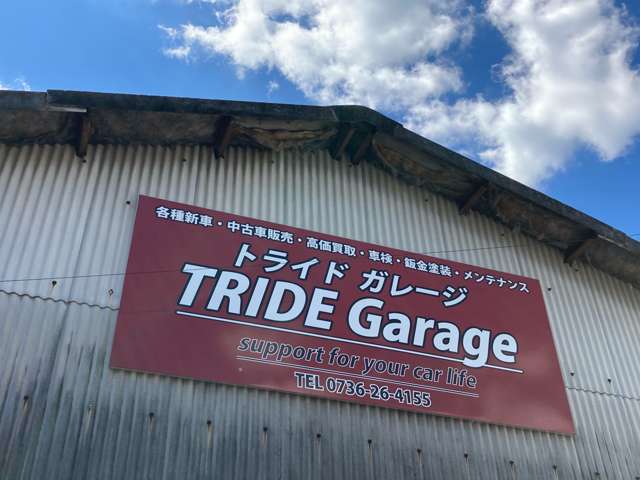 各種新車・中古車販売・高価買取・車検・鈑金塗装・メンテナンス
トライド ガレージ
TRIDE Garage
support for your car life
TEL 0736-26-4155